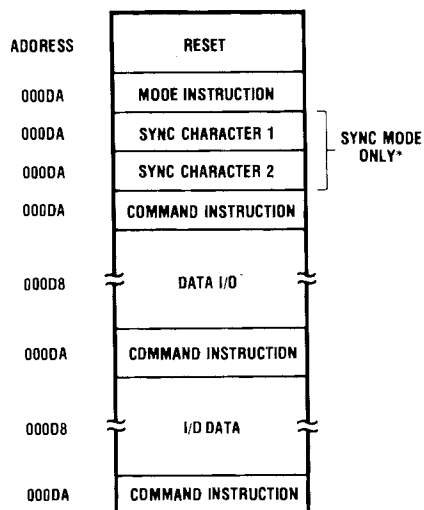 ADDRESS RESET
000DA MODE INSTRUCTION
000DA SYNC CHARACTER 1
SYNC MODE
ONLY*
000DA SYNC CHARACTER 2
000DA COMMAND INSTRUCTION
000D8 DATA I/O
000DA COMMAND INSTRUCTION
000D8 I/O DATA
000DA COMMAND INSTRUCTION